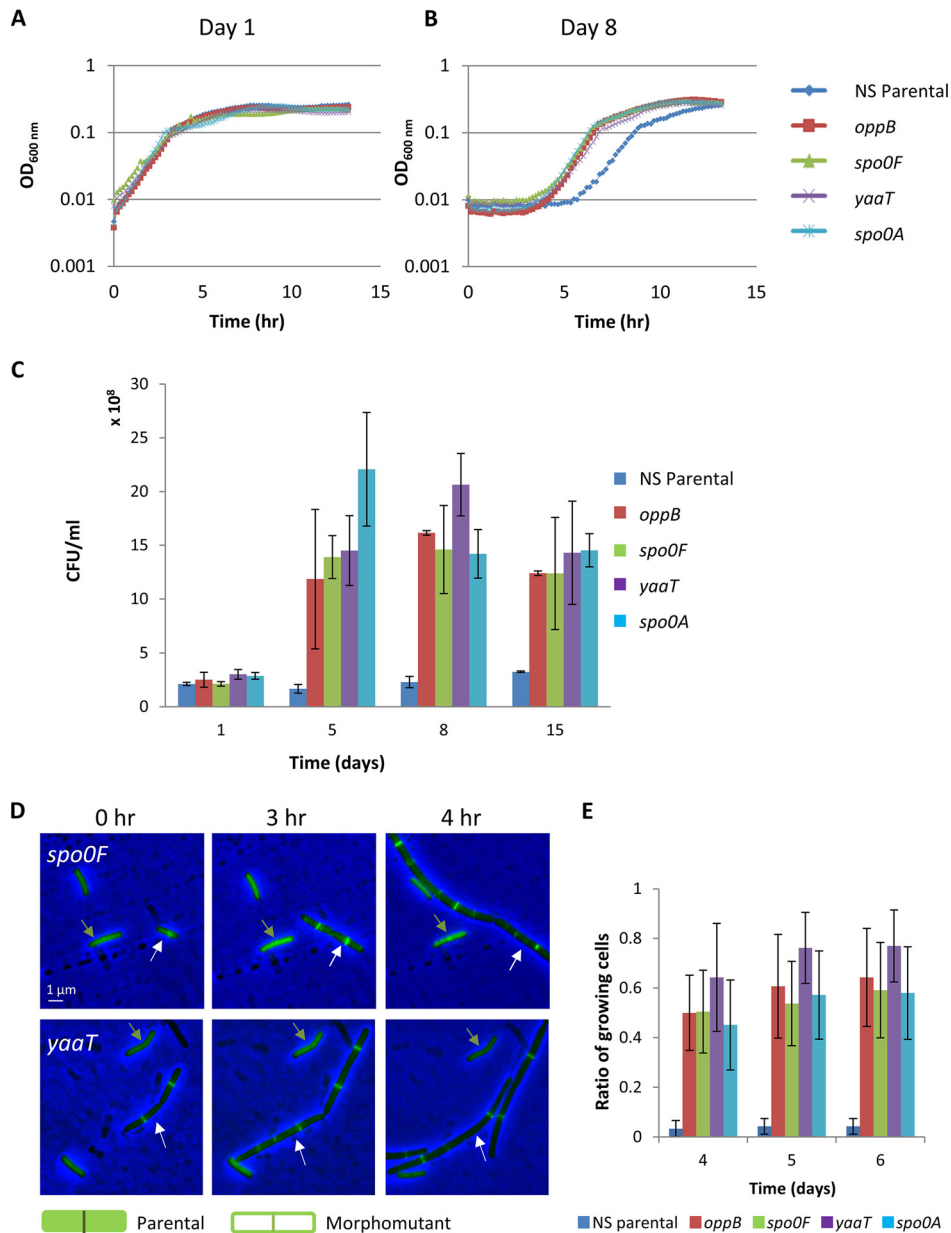 A
Day 1
OD600 nm
1
0.1
0.01
0.001
0
5
10
15
Time (hr)
B
Day 8
OD600 nm
1
0.1
0.01
0.001
0
5
10
15
Time (hr)
NS Parental
oppB
spo0F
yaaT
spo0A
C
x 10⁸
CFU/ml
30
25
20
15
10
5
0
1
5
8
15
Time (days)
NS Parental
oppB
spo0F
yaaT
spo0A
D
0 hr
3 hr
4 hr
spo0F
1 µm
yaaT
Parental
Morphomutant
E
Ratio of growing cells
1
0.8
0.6
0.4
0.2
0
4
5
6
Time (days)
NS parental
oppB
spo0F
yaaT
spo0A